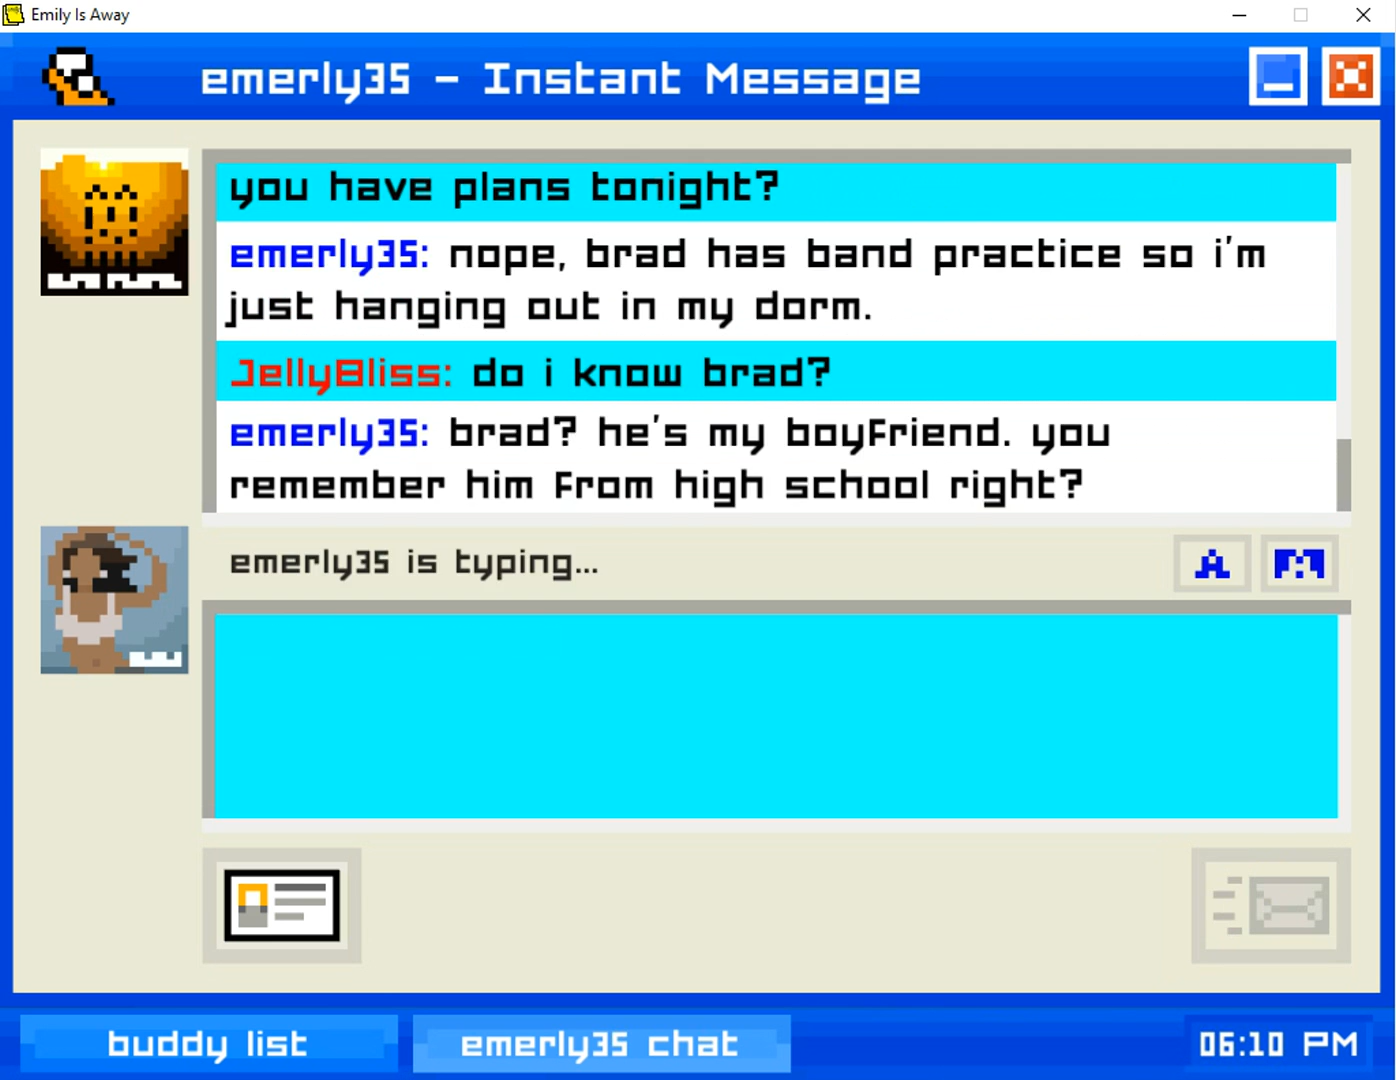 Emily Is Away
emerly35 - Instant Message
you have plans tonight?
emerly35: nope, brad has band practice so i'm
just hanging out in my dorm.
JellyBliss: do i know brad?
emerly35: brad? he's my boyfriend. you
remember him from high school right?
emerly35 is typing...
A
buddy list
emerly35 chat
06:10 PM